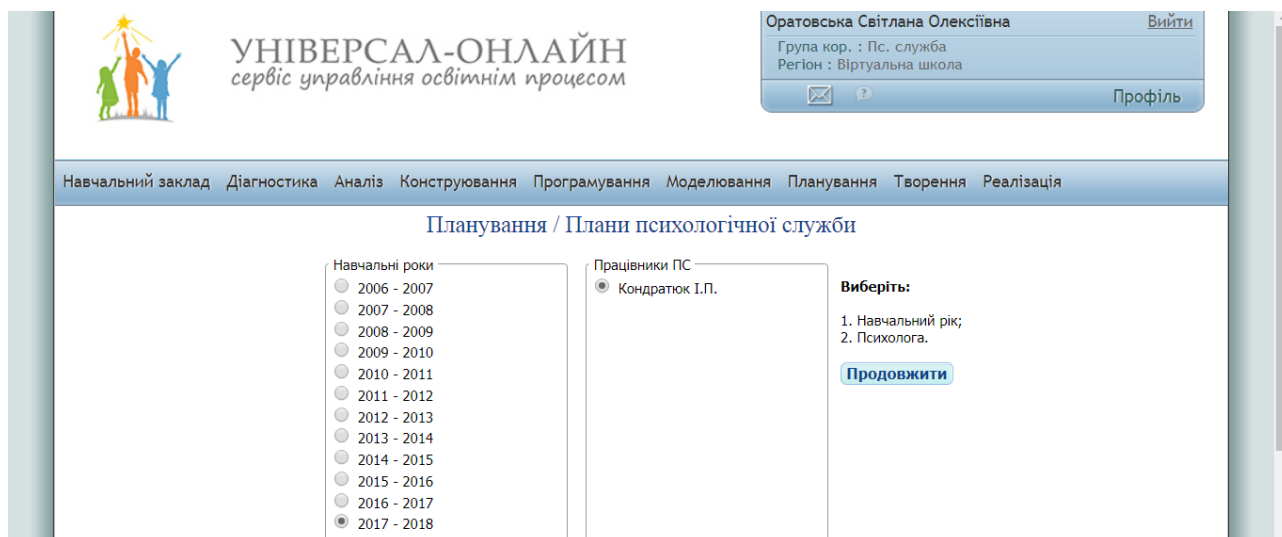 УНІВЕРСАЛ-ОНЛАЙН
сервіс управління освітнім процесом
Оратовська Світлана Олексіївна Вийти
Група кор. : Пс. служба
Регіон : Віртуальна школа
Профіль
Навчальний заклад Діагностика Аналіз Конструювання Програмування Моделювання Планування Творення Реалізація
Планування / Плани психологічної служби
Навчальні роки
2006 - 2007
2007 - 2008
2008 - 2009
2009 - 2010
2010 - 2011
2011 - 2012
2012 - 2013
2013 - 2014
2014 - 2015
2015 - 2016
2016 - 2017
2017 - 2018
Працівники ПС
Кондратюк І.П.
Виберіть:
1. Навчальний рік;
2. Психолога.
Продовжити